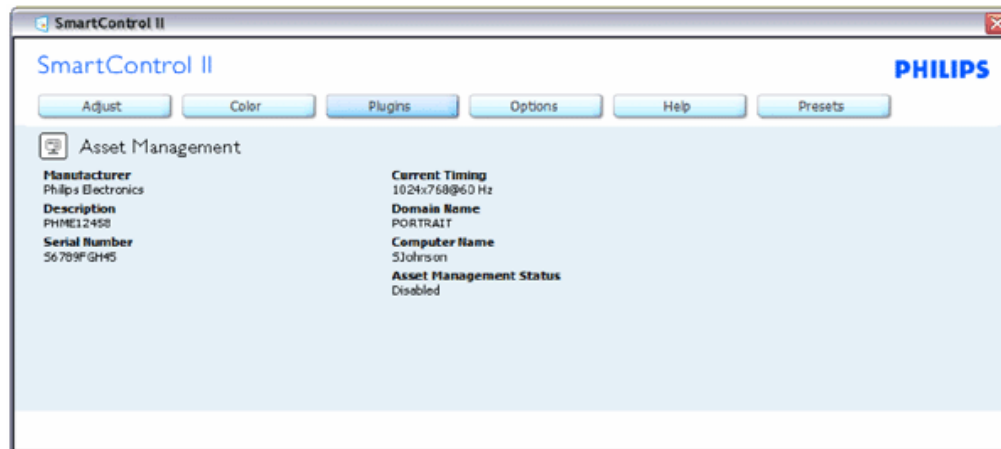 SmartControl II
SmartControl II
PHILIPS
Adjust Color Plugins Options Help Presets
Asset Management
Manufacturer
Philips Electronics
Description
PHME12458
Serial Number
56789FGH45
Current Timing
1024x768@60 Hz
Domain Name
PORTRAIT
Computer Name
SJohnson
Asset Management Status
Disabled